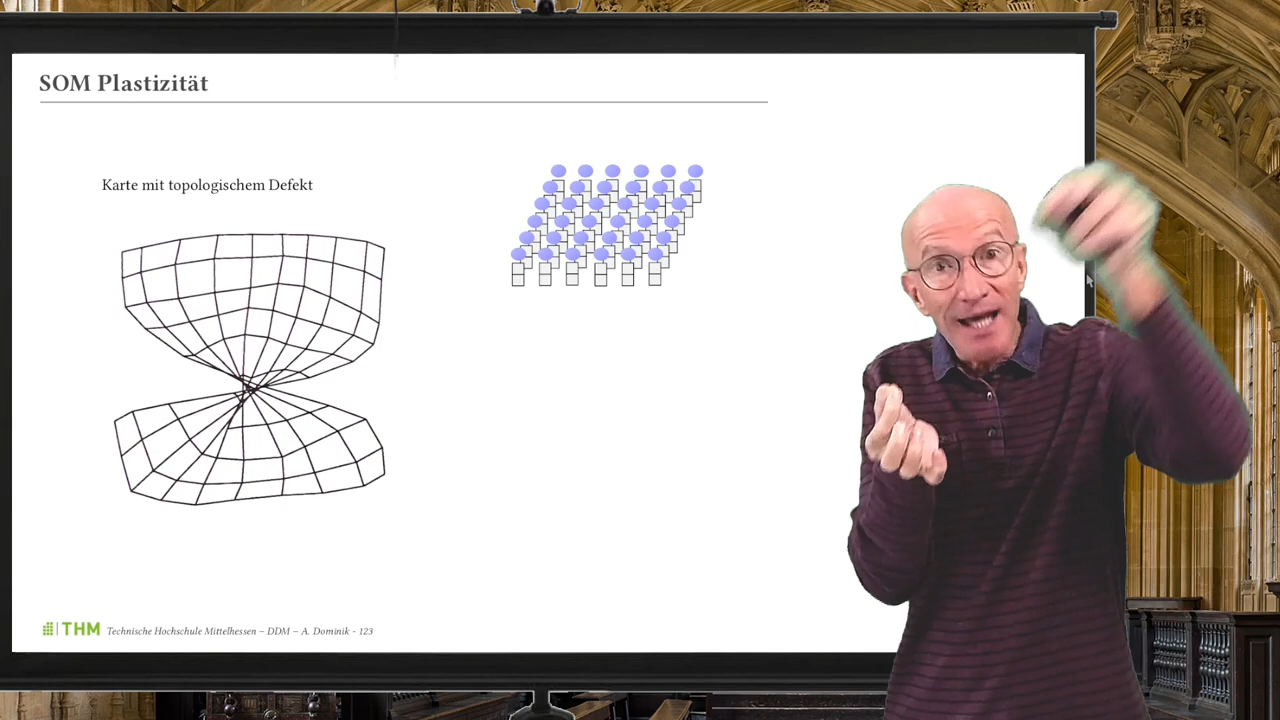 SOM Plastizität
Karte mit topologischem Defekt
THM Technische Hochschule Mittelhessen – DDM – A. Dominik - 123